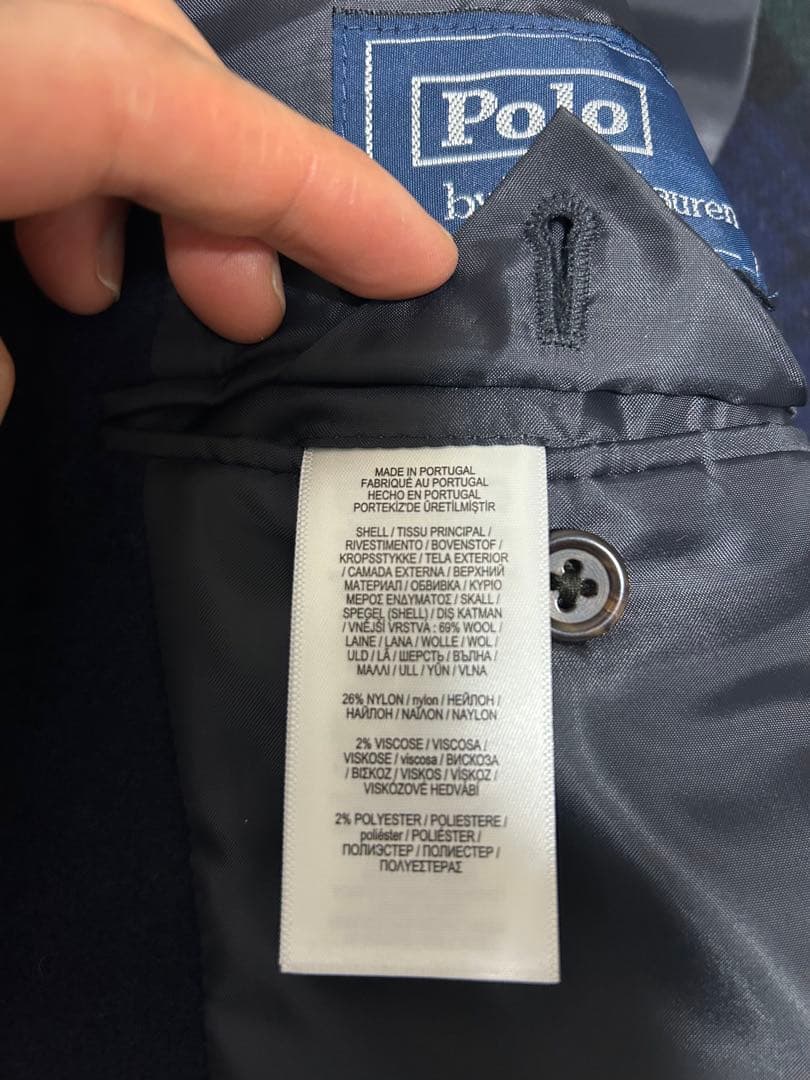 Polo
by auren
MADE IN PORTUGAL
FABRIQUÉ AU PORTUGAL
HECHO EN PORTUGAL
PORTEKİZ'DE ÜRETİLMİŞTİR
SHELL / TISSU PRINCIPAL /
RIVESTIMENTO / BOVENSTOF /
KROPSSTYKKE / TELA EXTERIOR
/ CAMADA EXTERNA / ВЕРХНИЙ
МАТЕРИАЛ / ОБВИВКА / ΚΥΡΙΟ
ΜΕΡΟΣ ΕΝΔΥΜΑΤΟΣ / SKALL /
SPEGEL (SHELL) / DIŞ KATMAN
/ VNĚJŠÍ VRSTVA : 69% WOOL /
LAINE / LANA / WOLLE / WOL /
ULD / LÃ / ШЕРСТЬ / ВЪЛНА /
ΜΑΛΛΙ / ULL / YÜN / VLNA
26% NYLON / nylon / НЕЙЛОН /
НАЙЛОН / ΝΑΪΛΟΝ / NAYLON
2% VISCOSE / VISCOSA /
VISKOSE / viscosa / ВИСКОЗА
/ ΒΙΣΚΟΖ / VISKOS / VİSKOZ /
VISKÓZOVÉ HEDVÁBÍ
2% POLYESTER / POLIESTERE /
poliéster / POLIÉSTER /
ПОЛИЭСТЕР / ПОЛИЕСТЕР /
ΠΟΛΥΕΣΤΕΡΑΣ